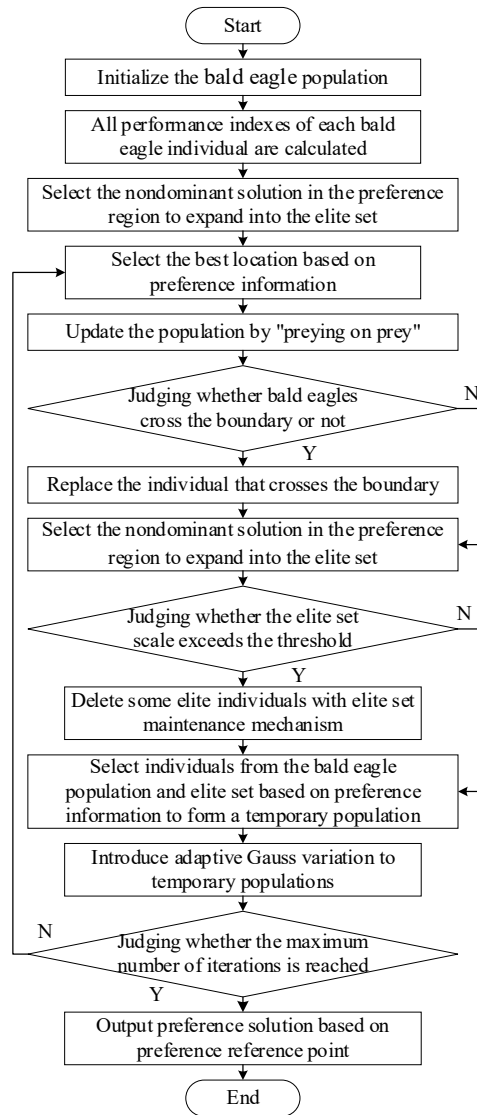 Start
Initialize the bald eagle population
All performance indexes of each bald
eagle individual are calculated
Select the nondominant solution in the preference
region to expand into the elite set
Select the best location based on
preference information
Update the population by "preying on prey"
Judging whether bald eagles
cross the boundary or not
N
Y
Replace the individual that crosses the boundary
Select the nondominant solution in the preference
region to expand into the elite set
Judging whether the elite set
scale exceeds the threshold
N
Y
Delete some elite individuals with elite set
maintenance mechanism
Select individuals from the bald eagle
population and elite set based on preference
information to form a temporary population
Introduce adaptive Gauss variation to
temporary populations
N
Judging whether the maximum
number of iterations is reached
Y
Output preference solution based on
preference reference point
End